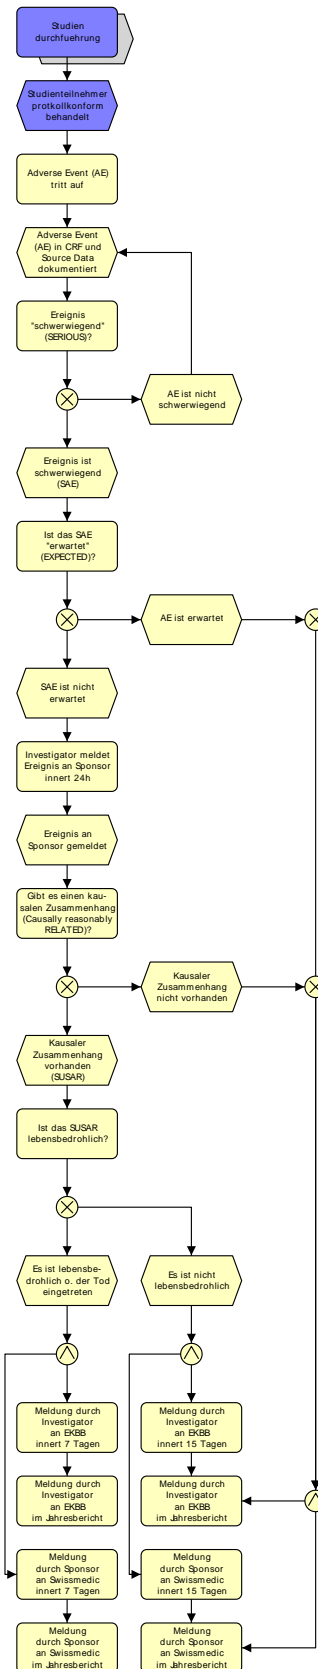 Studien
durchfuehrung
Studienteilnehmer
protkollkonform
behandelt
Adverse Event (AE)
tritt auf
Adverse Event
(AE) in CRF und
Source Data
dokumentiert
Ereignis
"schwerwiegend"
(SERIOUS)?
AE ist nicht
schwerwiegend
Ereignis ist
schwerwiegend
(SAE)
Ist das SAE
"erwartet"
(EXPECTED)?
AE ist erwartet
SAE ist nicht
erwartet
Investigator meldet
Ereignis an Sponsor
innert 24h
Ereignis an
Sponsor gemeldet
Gibt es einen kau-
salen Zusammenhang
(Causally reasonably
RELATED)?
Kausaler
Zusammenhang
nicht vorhanden
Kausaler
Zusammenhang
vorhanden
(SUSAR)
Ist das SUSAR
lebensbedrohlich?
Es ist lebensbe-
drohlich o. der Tod
eingetreten
Es ist nicht
lebensbedrohlich
Meldung durch
Investigator
an EKBB
innert 7 Tagen
Meldung durch
Investigator
an EKBB
innert 15 Tagen
Meldung durch
Investigator
an EKBB
im Jahresbericht
Meldung durch
Investigator
an EKBB
im Jahresbericht
Meldung
durch Sponsor
an Swissmedic
innert 7 Tagen
Meldung
durch Sponsor
an Swissmedic
innert 15 Tagen
Meldung
durch Sponsor
an Swissmedic
im Jahresbericht
Meldung
durch Sponsor
an Swissmedic
im Jahresbericht